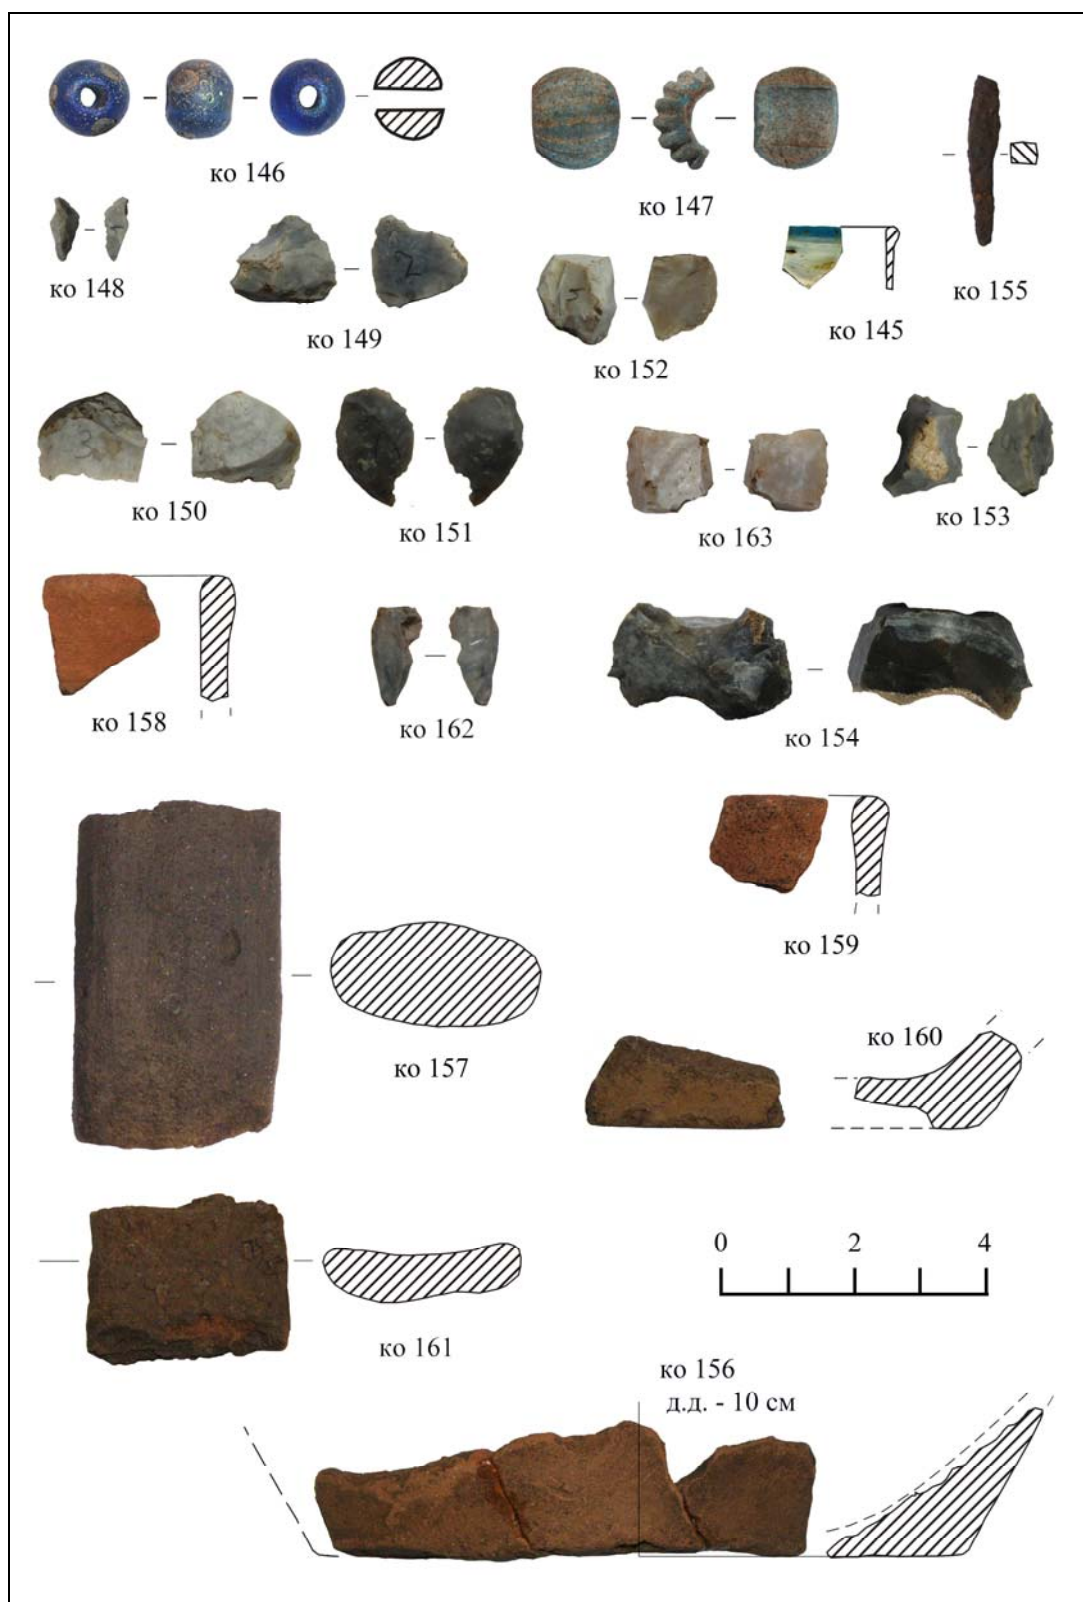 ко 146
ко 147
ко 148
ко 149
2
ко 152
ко 145
ко 155
3
ко 150
ко 151
ко 163
ко 153
ко 158
ко 162
ко 154
ко 159
ко 157
ко 160
0 2 4
ко 161
ко 156
д.д. - 10 см